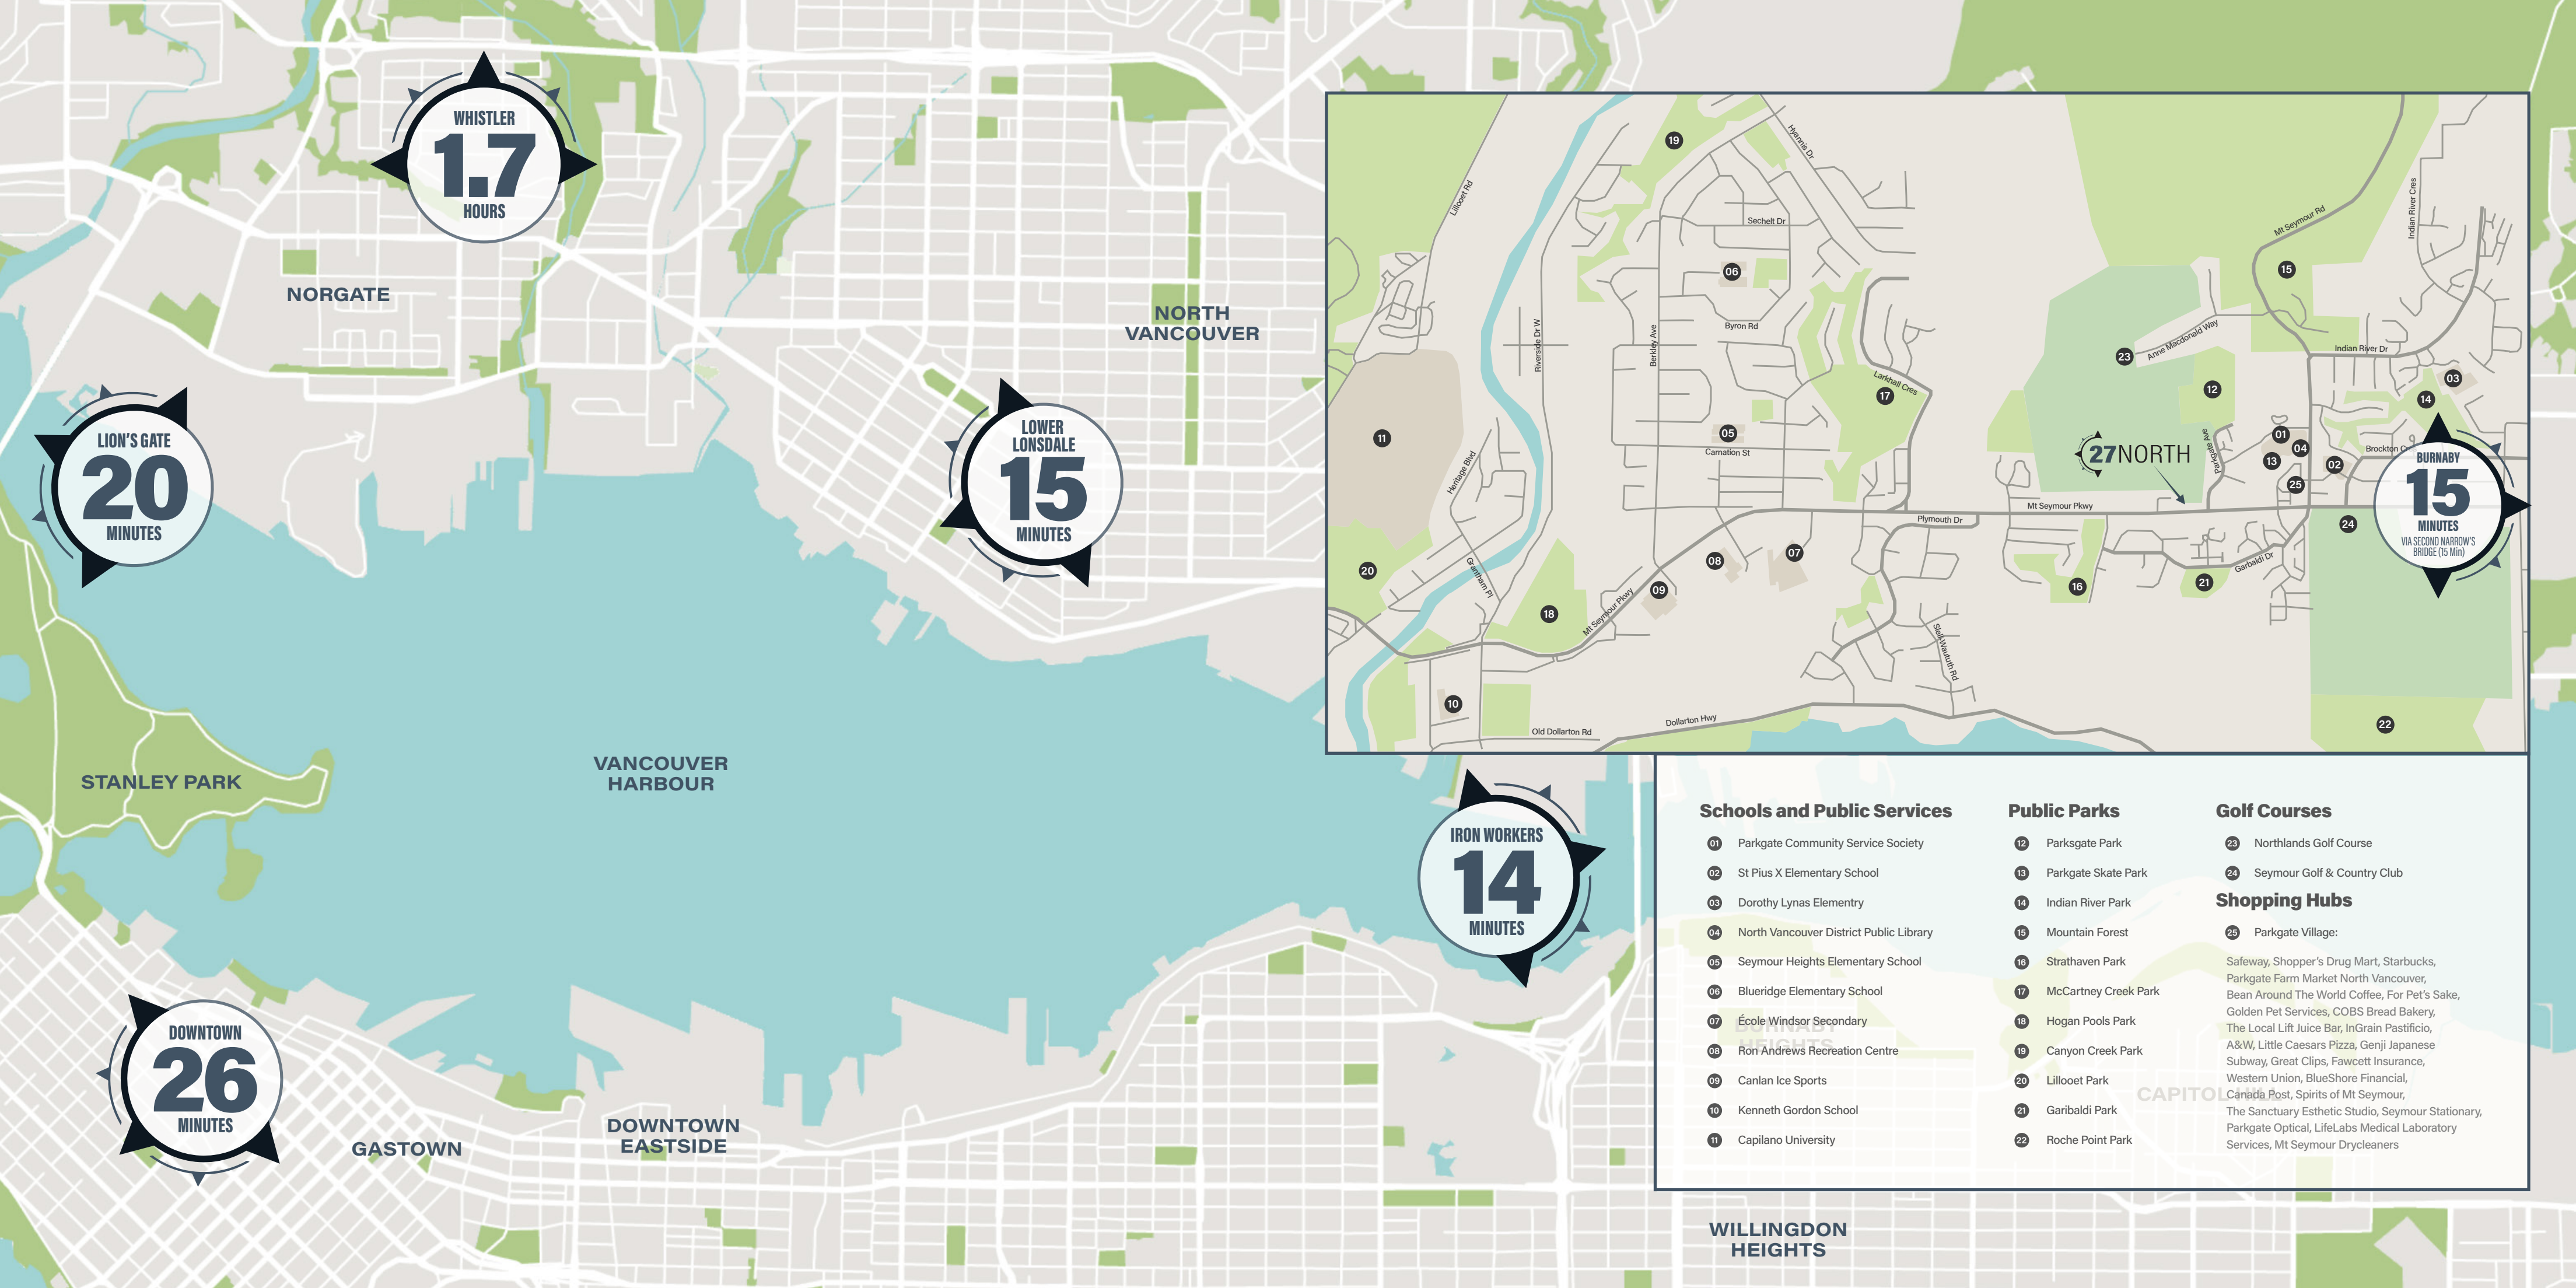 WHISTLER
1.7
HOURS
NORGATE
NORTH
VANCOUVER
LION'S GATE
20
MINUTES
LOWER
LONSDALE
15
MINUTES
STANLEY PARK
VANCOUVER
HARBOUR
IRON WORKERS
14
MINUTES
DOWNTOWN
26
MINUTES
GASTOWN
DOWNTOWN
EASTSIDE
WILLINGDON
HEIGHTS
Lillooet Rd
19
Hyannis Dr
Sechelt Dr
06
Byron Rd
Riverside Dr W
Berkley Ave
Larkhall Cres
17
11
05
Carnation St
Heritage Blvd
20
Grantham Pl
18
Mt Seymour Pkwy
09
08
07
10
Old Dollarton Rd
Dollarton Hwy
Plymouth Dr
Mt Seymour Pkwy
Sleil-Waututh Rd
Mt Seymour Rd
Indian River Cres
15
Anne Macdonald Way
23
Indian River Dr
12
03
14
27NORTH
Parkgate Ave
01
04
13
02
25
Brockton C
24
16
21
Garbaldi Dr
22
BURNABY
15
MINUTES
VIA SECOND NARROW'S
BRIDGE (15 Min)
Schools and Public Services
01 Parkgate Community Service Society
02 St Pius X Elementary School
03 Dorothy Lynas Elementry
04 North Vancouver District Public Library
05 Seymour Heights Elementary School
06 Blueridge Elementary School
07 École Windsor Secondary
08 Ron Andrews Recreation Centre
09 Canlan Ice Sports
10 Kenneth Gordon School
11 Capilano University
BURNABY
HEIGHTS
Public Parks
12 Parksgate Park
13 Parkgate Skate Park
14 Indian River Park
15 Mountain Forest
16 Strathaven Park
17 McCartney Creek Park
18 Hogan Pools Park
19 Canyon Creek Park
20 Lillooet Park
21 Garibaldi Park
22 Roche Point Park
CAPITOL HILL
Golf Courses
23 Northlands Golf Course
24 Seymour Golf & Country Club
Shopping Hubs
25 Parkgate Village:
Safeway, Shopper's Drug Mart, Starbucks,
Parkgate Farm Market North Vancouver,
Bean Around The World Coffee, For Pet's Sake,
Golden Pet Services, COBS Bread Bakery,
The Local Lift Juice Bar, InGrain Pastificio,
A&W, Little Caesars Pizza, Genji Japanese
Subway, Great Clips, Fawcett Insurance,
Western Union, BlueShore Financial,
Canada Post, Spirits of Mt Seymour,
The Sanctuary Esthetic Studio, Seymour Stationary,
Parkgate Optical, LifeLabs Medical Laboratory
Services, Mt Seymour Drycleaners